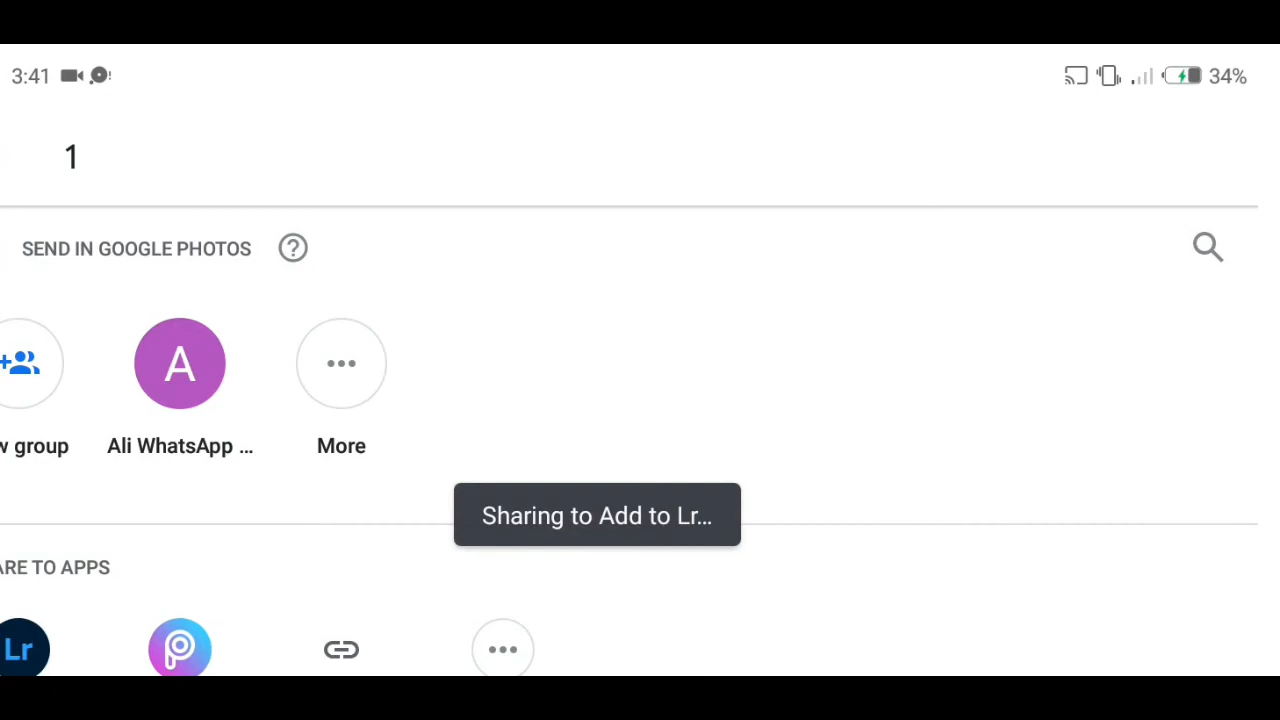 3:41
34%
1
SEND IN GOOGLE PHOTOS
A
w group
Ali WhatsApp ...
More
Sharing to Add to Lr...
ARE TO APPS
Lr